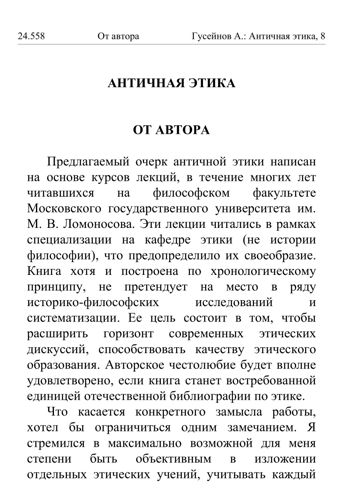 24.558 От автора Гусейнов А.: Античная этика, 8
АНТИЧНАЯ ЭТИКА
ОТ АВТОРА
Предлагаемый очерк античной этики написан
на основе курсов лекций, в течение многих лет
читавшихся на философском факультете
Московского государственного университета им.
М. В. Ломоносова. Эти лекции читались в рамках
специализации на кафедре этики (не истории
философии), что предопределило их своеобразие.
Книга хотя и построена по хронологическому
принципу, не претендует на место в ряду
историко-философских исследований и
систематизации. Ее цель состоит в том, чтобы
расширить горизонт современных этических
дискуссий, способствовать качеству этического
образования. Авторское честолюбие будет вполне
удовлетворено, если книга станет востребованной
единицей отечественной библиографии по этике.
Что касается конкретного замысла работы,
хотел бы ограничиться одним замечанием. Я
стремился в максимально возможной для меня
степени быть объективным в изложении
отдельных этических учений, учитывать каждый